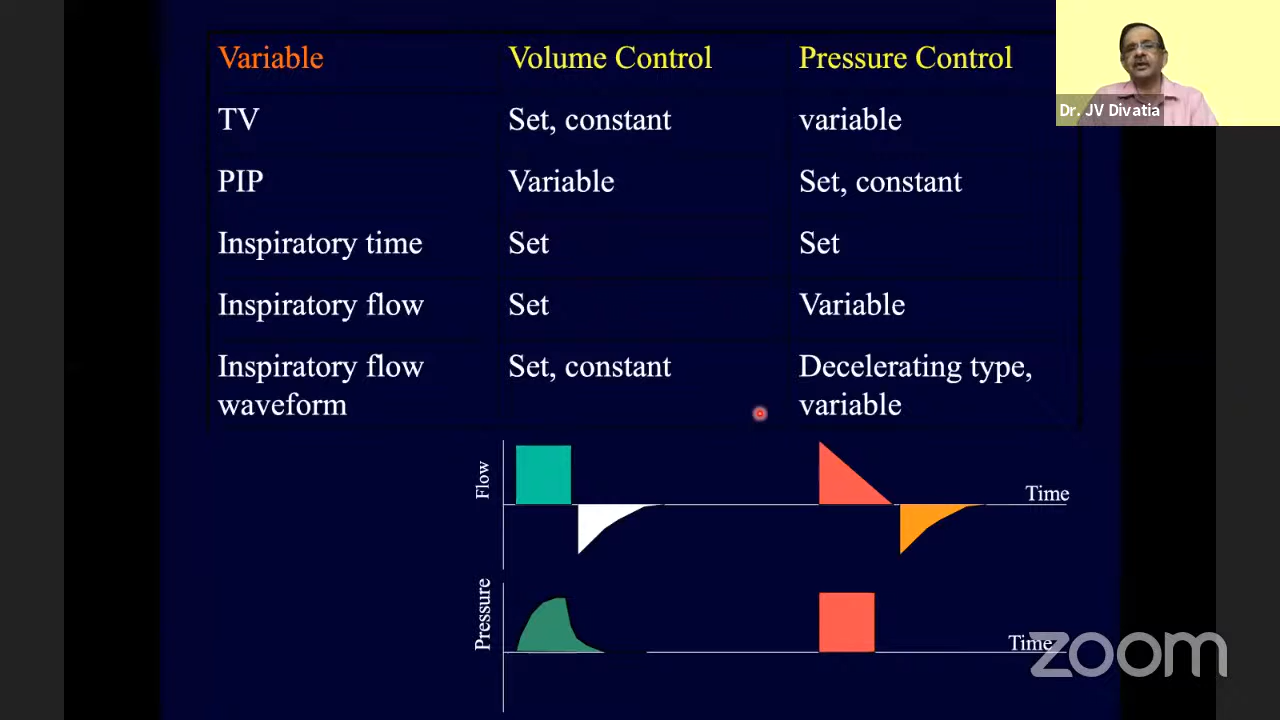 Variable Volume Control Pressure Control
TV Set, constant variable
PIP Variable Set, constant
Inspiratory time Set Set
Inspiratory flow Set Variable
Inspiratory flow Set, constant Decelerating type,
waveform variable
Flow
Time
Pressure
Time
Dr. JV Divatia
zoom